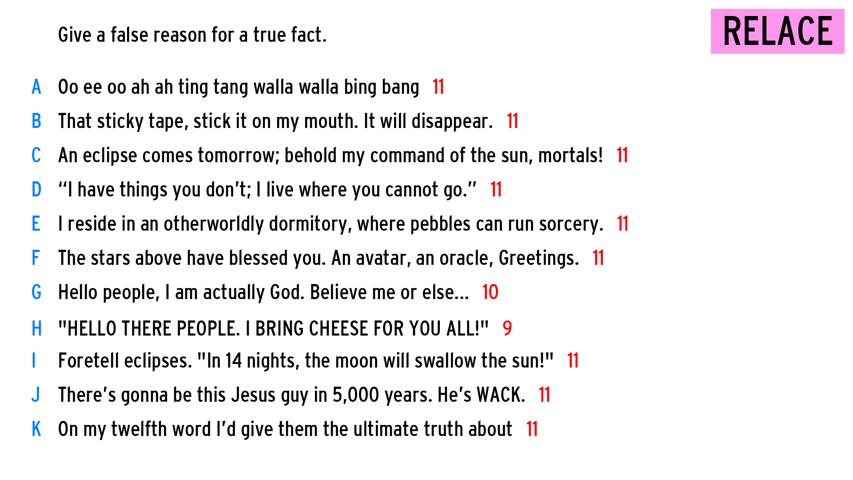 Give a false reason for a true fact.
RELACE
A Oo ee oo ah ah ting tang walla walla bing bang 11
B That sticky tape, stick it on my mouth. It will disappear. 11
C An eclipse comes tomorrow; behold my command of the sun, mortals! 11
D “I have things you don’t; I live where you cannot go.” 11
E I reside in an otherworldly dormitory, where pebbles can run sorcery. 11
F The stars above have blessed you. An avatar, an oracle, Greetings. 11
G Hello people, I am actually God. Believe me or else... 10
H "HELLO THERE PEOPLE. I BRING CHEESE FOR YOU ALL!" 9
I Foretell eclipses. "In 14 nights, the moon will swallow the sun!" 11
J There’s gonna be this Jesus guy in 5,000 years. He’s WACK. 11
K On my twelfth word I’d give them the ultimate truth about 11